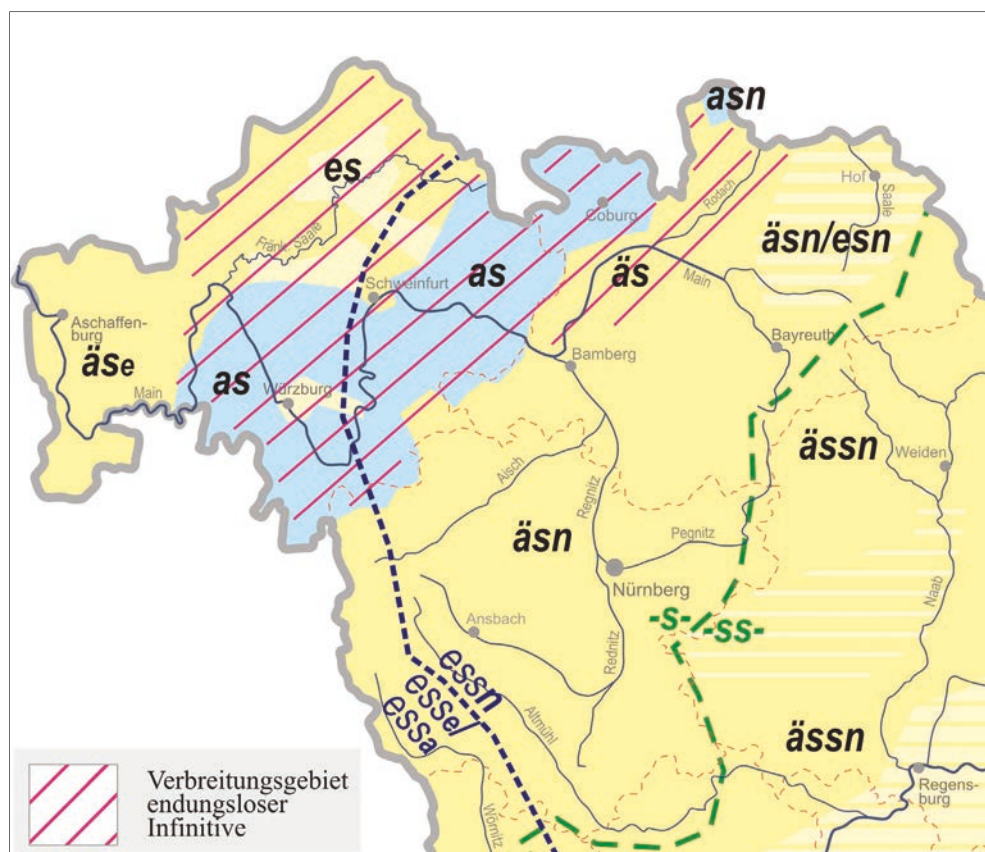 asn
es
Hof
Saale
Rodach
Coburg
Fränk. Saale
äsn/esn
as
äs
Schweinfurt
Main
Aschaffen-
burg
Bayreuth
äse
as
Bamberg
Main
Würzburg
ässn
Weiden
Aisch
Regnitz
äsn
Pegnitz
Nürnberg
Naab
-s- -ss-
Ansbach
Rednitz
essn
esse/
essa
Altmühl
ässn
Regens-
burg
Wörnitz
Verbreitungsgebiet
endungsloser
Infinitive